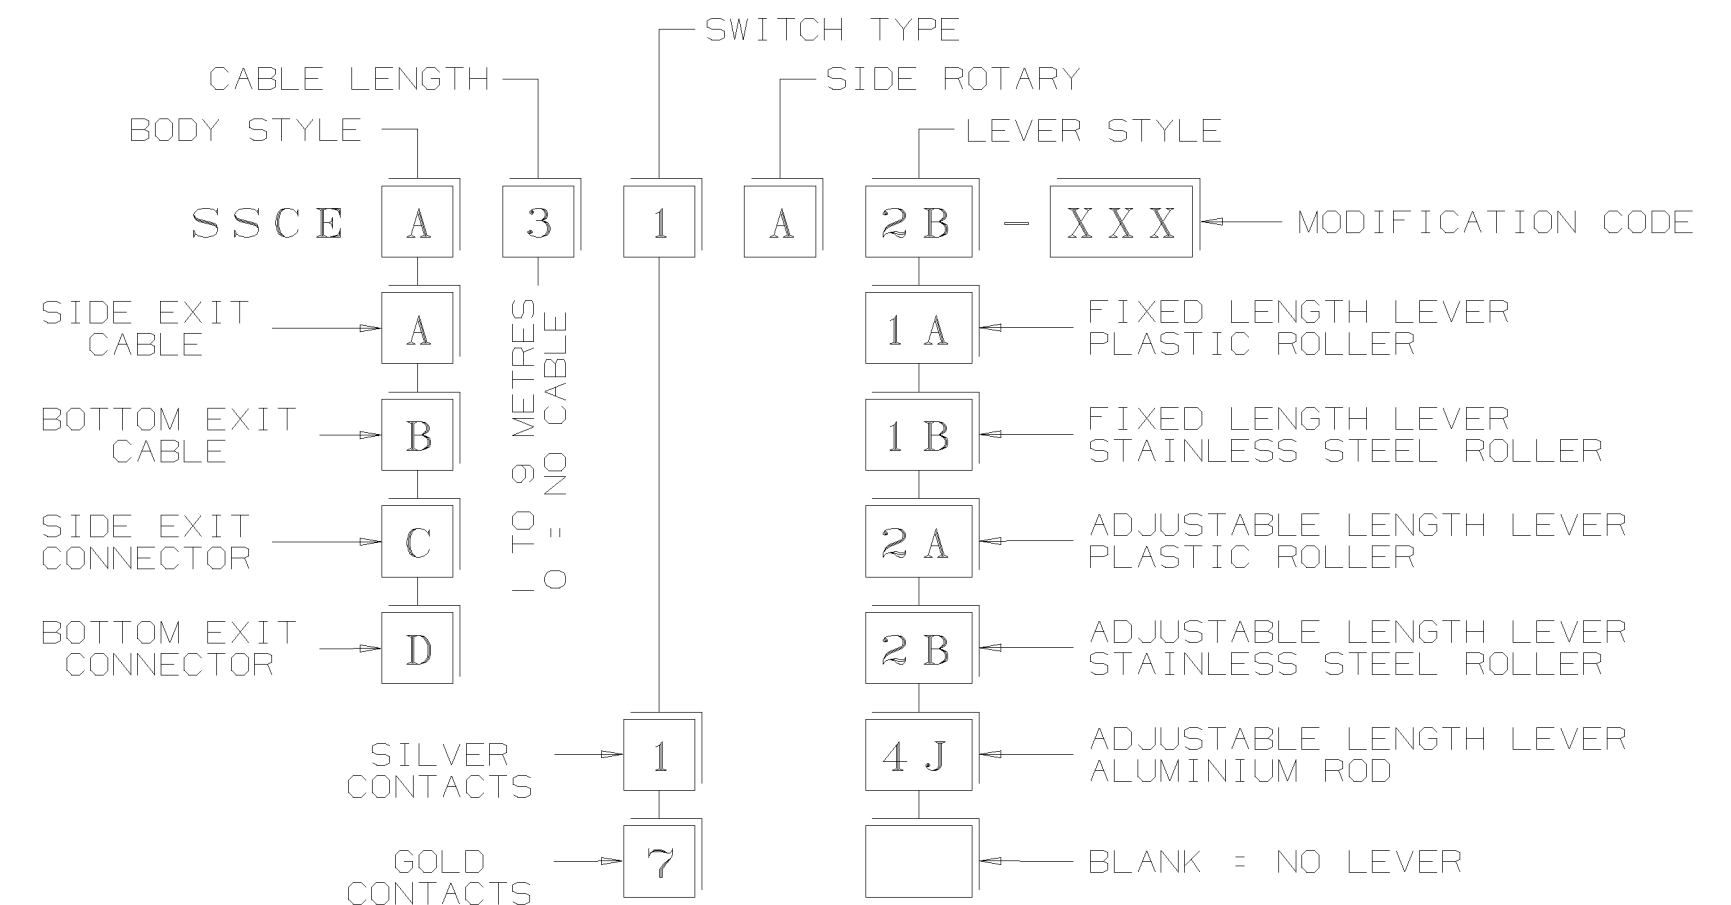 SWITCH TYPE
CABLE LENGTH
SIDE ROTARY
BODY STYLE
LEVER STYLE
SSCE A 3 1 A 2B - XXX MODIFICATION CODE
SIDE EXIT
CABLE
A
BOTTOM EXIT
CABLE
B
SIDE EXIT
CONNECTOR
C
BOTTOM EXIT
CONNECTOR
D
1 TO 9 METRES
0 = NO CABLE
SILVER
CONTACTS
1
GOLD
CONTACTS
7
1A
FIXED LENGTH LEVER
PLASTIC ROLLER
1B
FIXED LENGTH LEVER
STAINLESS STEEL ROLLER
2A
ADJUSTABLE LENGTH LEVER
PLASTIC ROLLER
2B
ADJUSTABLE LENGTH LEVER
STAINLESS STEEL ROLLER
4J
ADJUSTABLE LENGTH LEVER
ALUMINIUM ROD
BLANK = NO LEVER